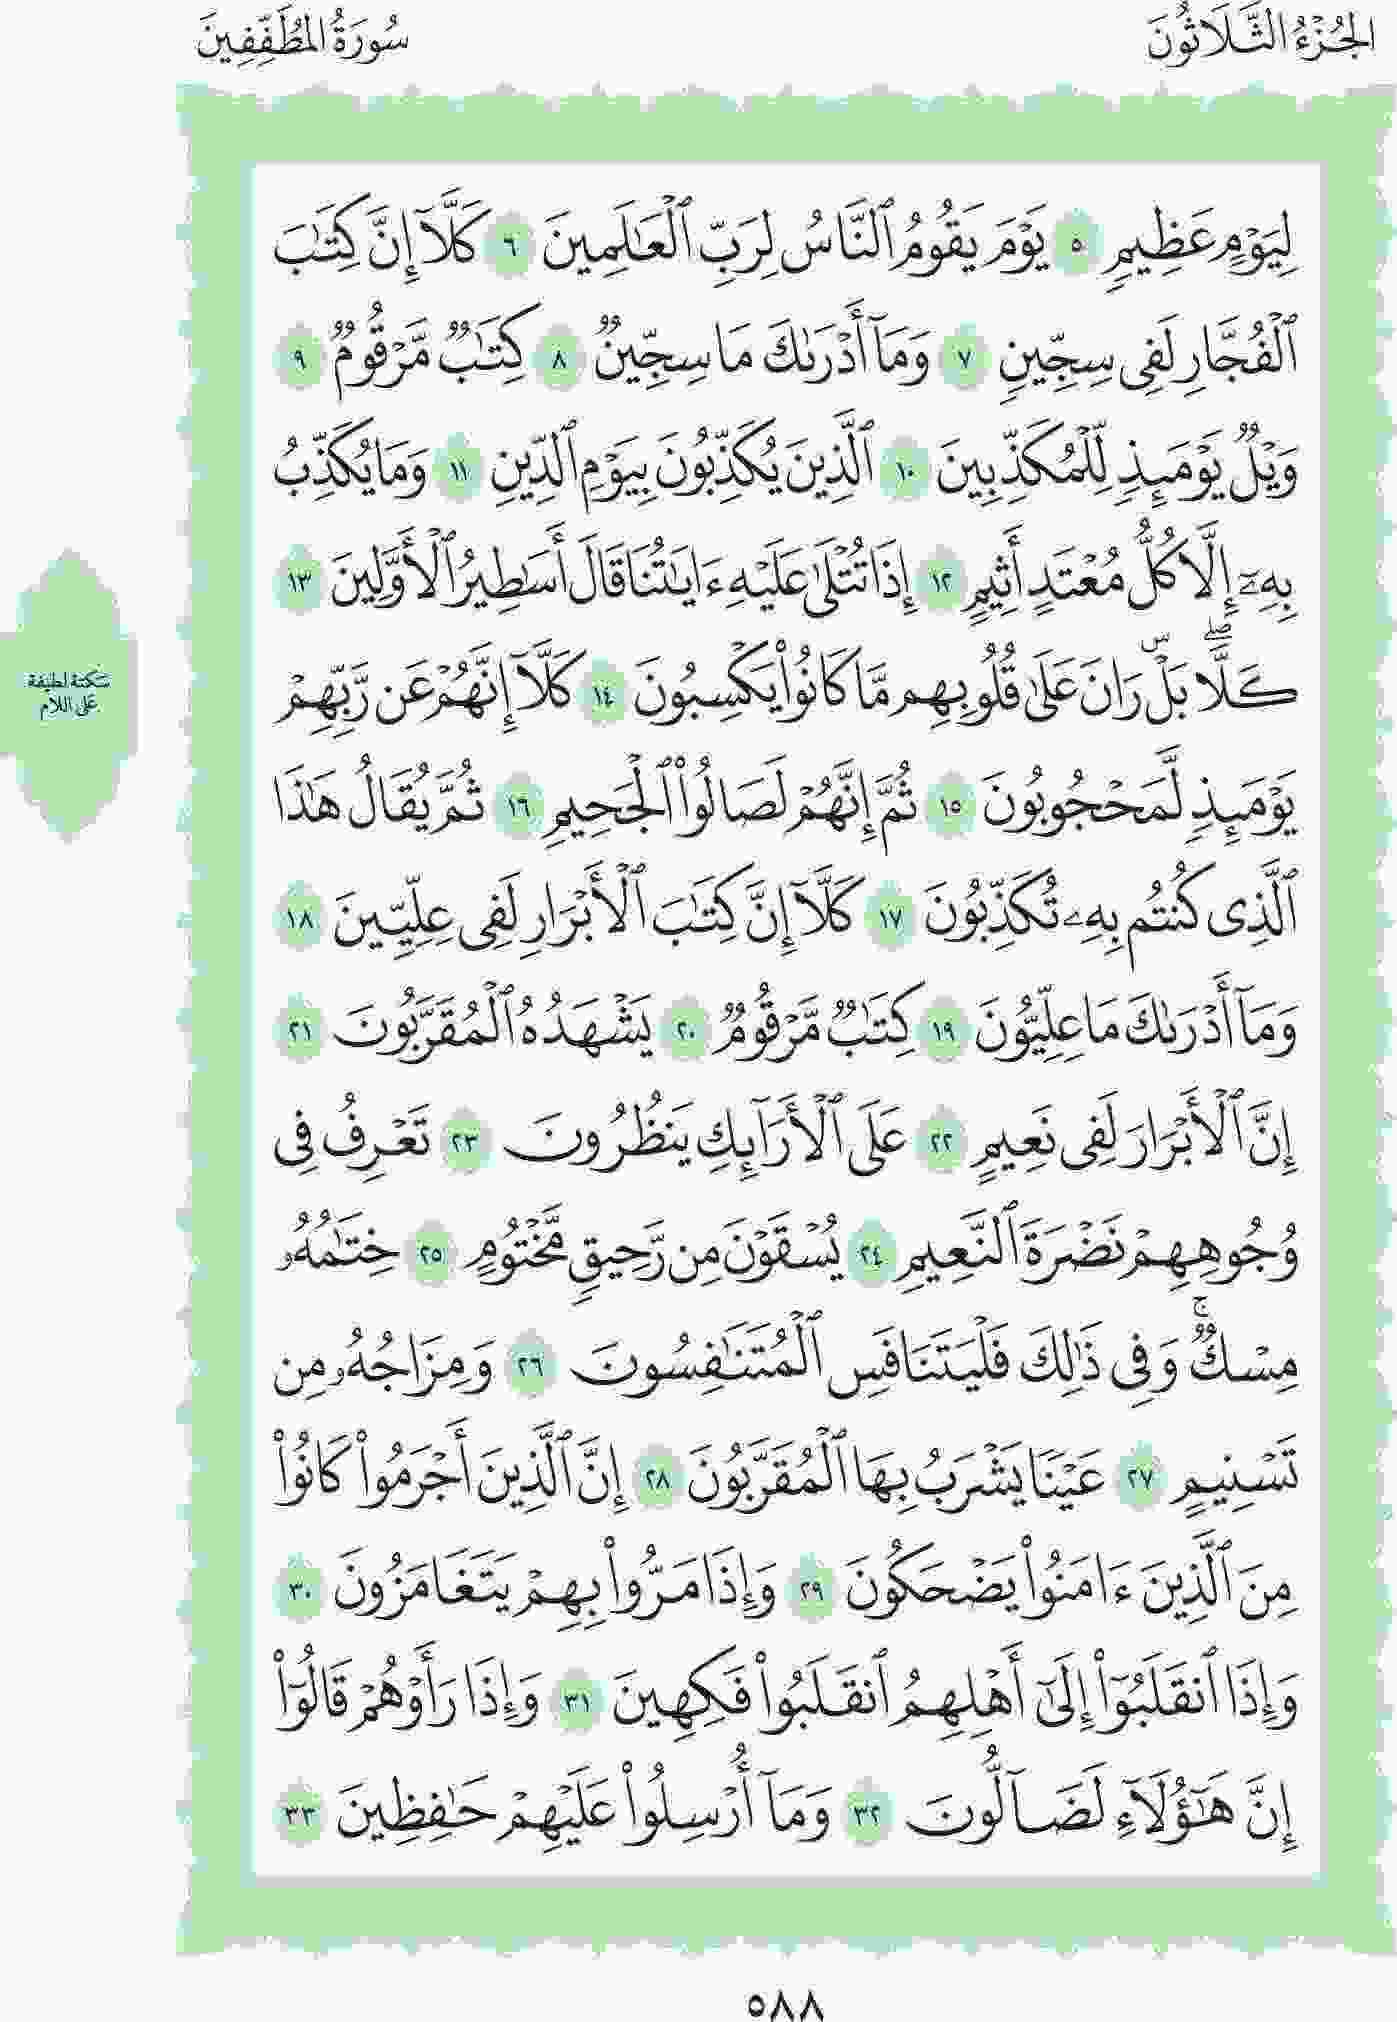 الجُزْءُ الثَّلَاثُونَ
سُورَةُ المُطَفِّفِينَ
لِيَوْمٍ عَظِيمٍ ٥ يَوْمَ يَقُومُ ٱلنَّاسُ لِرَبِّ ٱلْعَٰلَمِينَ ٦ كَلَّآ إِنَّ كِتَٰبَ
ٱلْفُجَّارِ لَفِى سِجِّينٍ ٧ وَمَآ أَدْرَىٰكَ مَا سِجِّينٌ ٨ كِتَٰبٌ مَّرْقُومٌ ٩
وَيْلٌ يَوْمَئِذٍ لِّلْمُكَذِّبِينَ ١٠ ٱلَّذِينَ يُكَذِّبُونَ بِيَوْمِ ٱلدِّينِ ١١ وَمَا يُكَذِّبُ
بِهِۦٓ إِلَّا كُلُّ مُعْتَدٍ أَثِيمٍ ١٢ إِذَا تُتْلَىٰ عَلَيْهِ ءَايَٰتُنَا قَالَ أَسَٰطِيرُ ٱلْأَوَّلِينَ ١٣
كَلَّاۖ بَلْۜ رَانَ عَلَىٰ قُلُوبِهِم مَّا كَانُوا۟ يَكْسِبُونَ ١٤ كَلَّآ إِنَّهُمْ عَن رَّبِّهِمْ
يَوْمَئِذٍ لَّمَحْجُوبُونَ ١٥ ثُمَّ إِنَّهُمْ لَصَالُوا۟ ٱلْجَحِيمِ ١٦ ثُمَّ يُقَالُ هَٰذَا
ٱلَّذِى كُنتُم بِهِۦ تُكَذِّبُونَ ١٧ كَلَّآ إِنَّ كِتَٰبَ ٱلْأَبْرَارِ لَفِى عِلِّيِّينَ ١٨
وَمَآ أَدْرَىٰكَ مَا عِلِّيُّونَ ١٩ كِتَٰبٌ مَّرْقُومٌ ٢٠ يَشْهَدُهُ ٱلْمُقَرَّبُونَ ٢١
إِنَّ ٱلْأَبْرَارَ لَفِى نَعِيمٍ ٢٢ عَلَى ٱلْأَرَآئِكِ يَنظُرُونَ ٢٣ تَعْرِفُ فِى
وُجُوهِهِمْ نَضْرَةَ ٱلنَّعِيمِ ٢٤ يُسْقَوْنَ مِن رَّحِيقٍ مَّخْتُومٍ ٢٥ خِتَٰمُهُۥ
مِسْكٌۚ وَفِى ذَٰلِكَ فَلْيَتَنَافَسِ ٱلْمُتَنَٰفِسُونَ ٢٦ وَمِزَاجُهُۥ مِن
تَسْنِيمٍ ٢٧ عَيْنًا يَشْرَبُ بِهَا ٱلْمُقَرَّبُونَ ٢٨ إِنَّ ٱلَّذِينَ أَجْرَمُوا۟ كَانُوا۟
مِنَ ٱلَّذِينَ ءَامَنُوا۟ يَضْحَكُونَ ٢٩ وَإِذَا مَرُّوا۟ بِهِمْ يَتَغَامَزُونَ ٣٠
وَإِذَا ٱنقَلَبُوٓا۟ إِلَىٰٓ أَهْلِهِمُ ٱنقَلَبُوا۟ فَكِهِينَ ٣١ وَإِذَا رَأَوْهُمْ قَالُوٓا۟
إِنَّ هَٰٓؤُلَآءِ لَضَآلُّونَ ٣٢ وَمَآ أُرْسِلُوا۟ عَلَيْهِمْ حَٰفِظِينَ ٣٣
سَكتة لطيفة
على اللام
٥٨٨